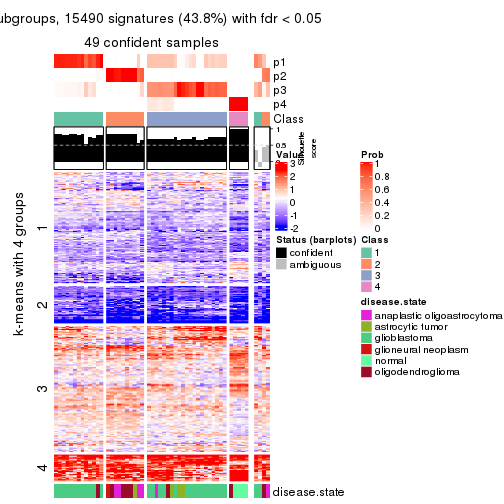 ubgroups, 15490 signatures (43.8%) with fdr < 0.05
49 confident samples
p1
p2
p3
p4
Class
1
0.5
0
Silhouette
score
Value
3
2
1
0
-1
-2
Prob
1
0.8
0.6
0.4
0.2
0
Status (barplots)
confident
ambiguous
Class
1
2
3
4
disease.state
anaplastic oligoastrocytoma
astrocytic tumor
glioblastoma
glioneural neoplasm
normal
oligodendroglioma
k-means with 4 groups
1
2
3
4
disease.state